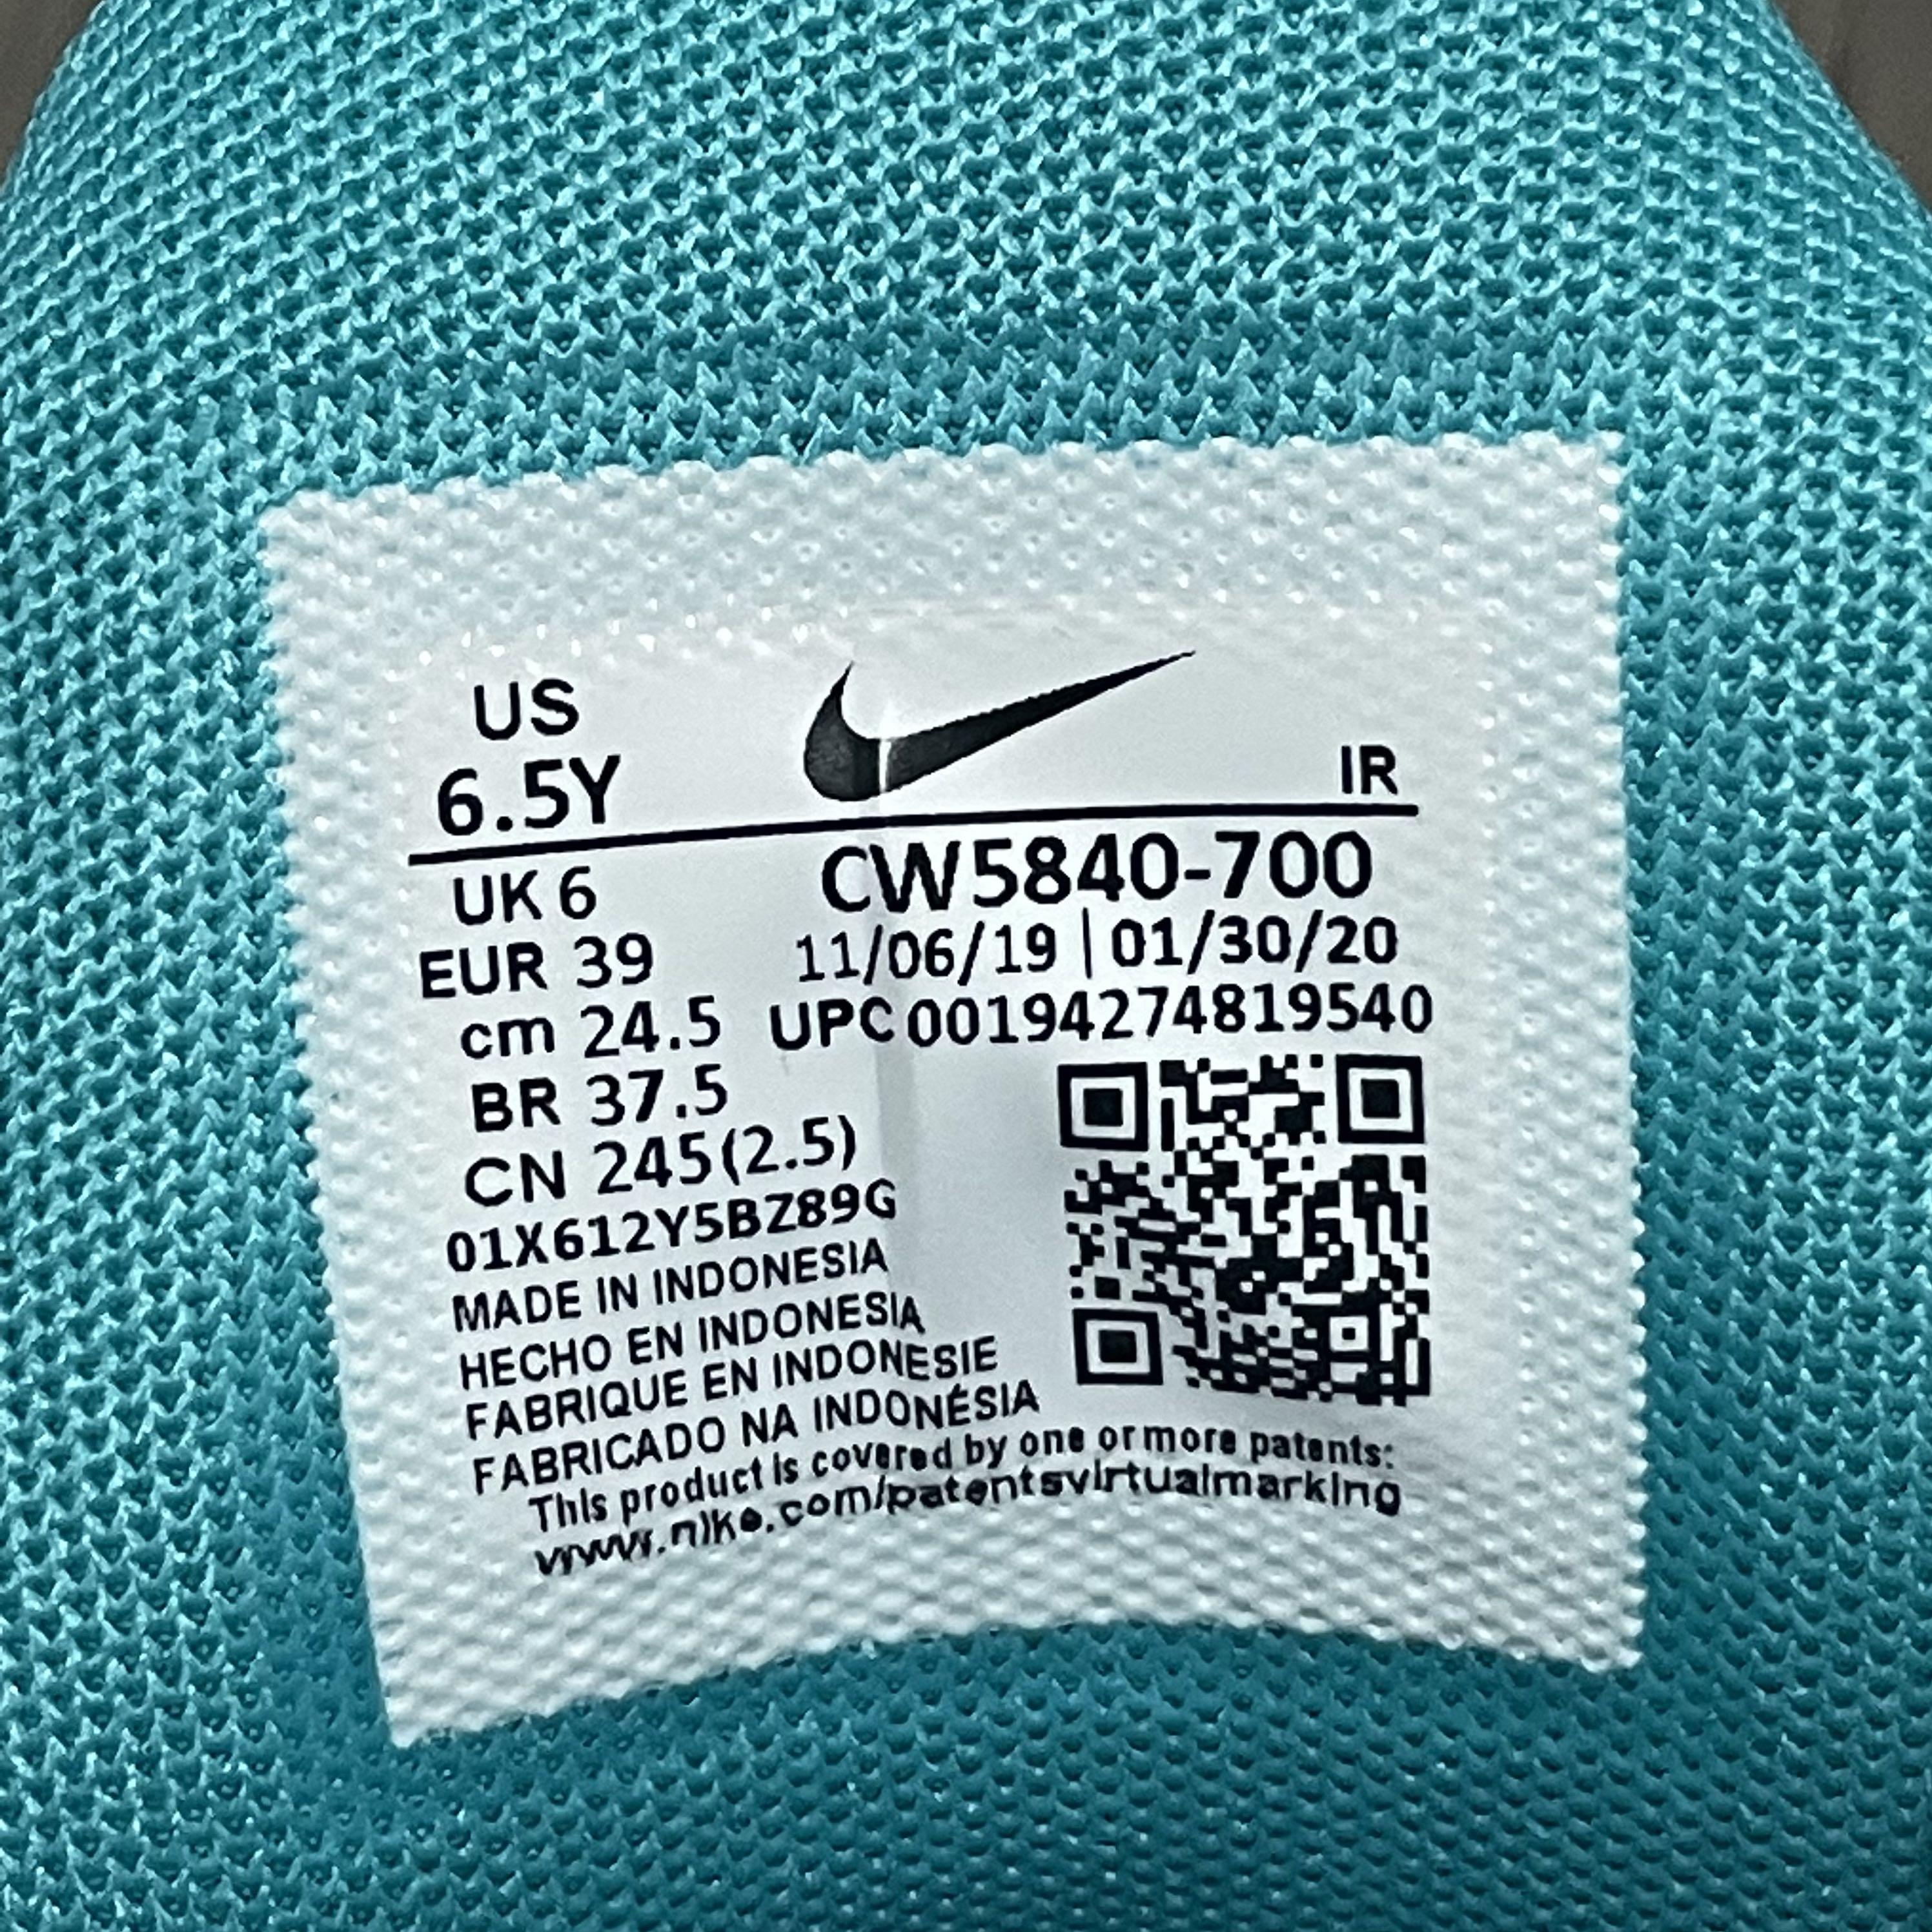 US
6.5Y
IR
UK 6
CW5840-700
EUR 39
11/06/19 | 01/30/20
cm 24.5
UPC 00194274819540
BR 37.5
CN 245(2.5)
01X612Y5BZ89G
MADE IN INDONESIA
HECHO EN INDONESIA
FABRIQUE EN INDONESIE
FABRICADO NA INDONÉSIA
This product is covered by one or more patents:
www.nike.com/patentsvirtualmarking